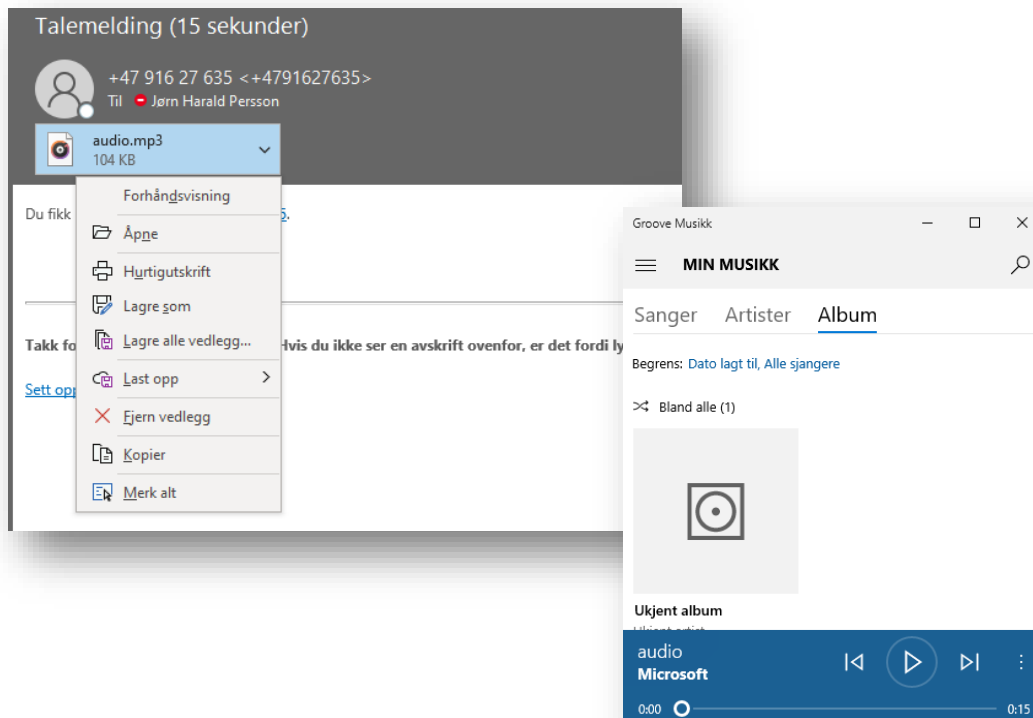 Talemelding (15 sekunder)
+47 916 27 635 <+4791627635>
Til Jørn Harald Persson
audio.mp3
104 KB
Forhåndsvisning
Du fikk
Åpne
Hurtigutskrift
Lagre som
Lagre alle vedlegg...
Takk
Hvis du ikke ser en avskrift ovenfor, er det fordi
Last opp
Sett
Fjern vedlegg
Kopier
Merk alt
Groove Musikk
MIN MUSIKK
Sanger Artister Album
Begrens: Dato lagt til, Alle sjangere
Bland alle (1)
Ukjent album
Ukjent artist
audio
Microsoft
0:00 0:15